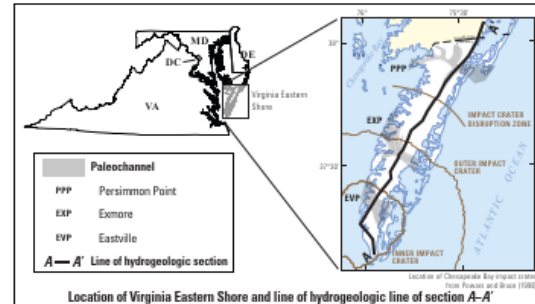 MD
DE
DC
VA
Virginia Eastern
Shore
Paleochannel
PPP Persimmon Point
EXP Exmore
EVP Eastville
A—A' Line of hydrogeologic section
76°
75°30'
A'
38°
Chesapeake Bay
PPP
IMPACT CRATER
DISRUPTION ZONE
EXP
OUTER IMPACT
CRATER
37°30'
ATLANTIC OCEAN
EVP
A
INNER IMPACT
CRATER
Location of Chesapeake Bay impact crater
from Powars and Bruce (1999)
Location of Virginia Eastern Shore and line of hydrogeologic line of section A–A'